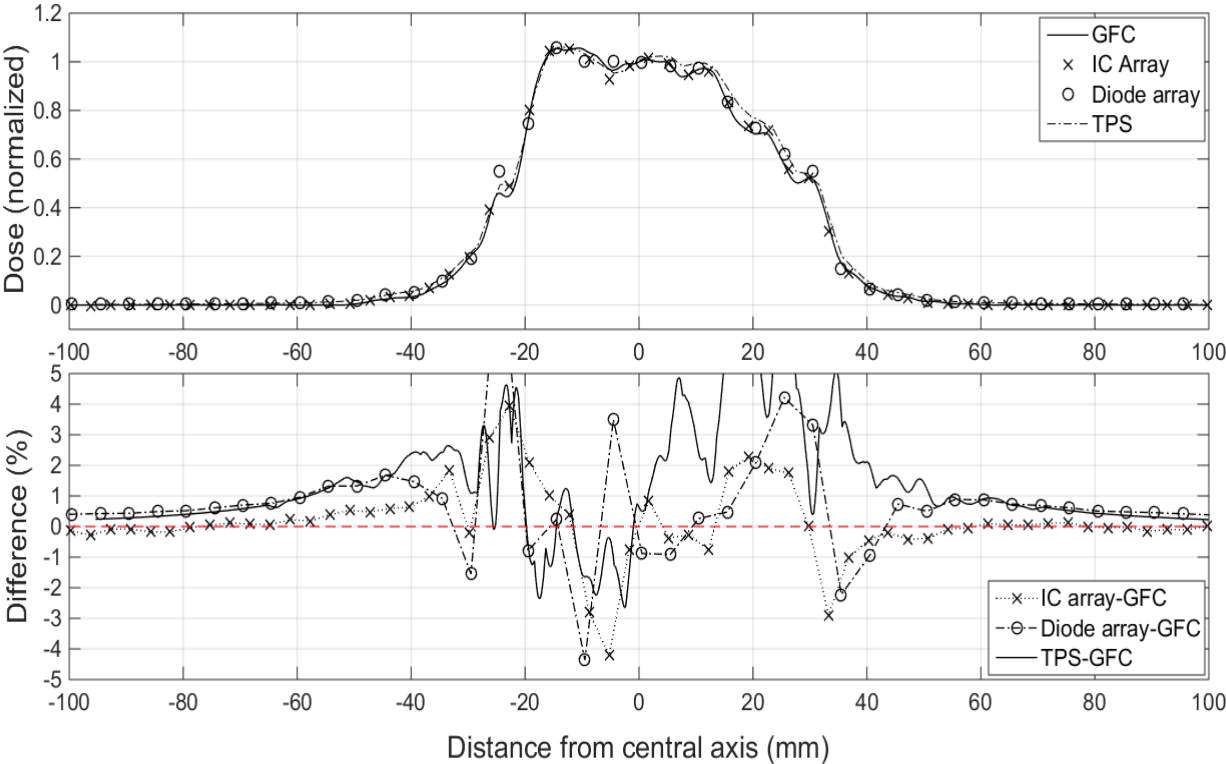 1.2
1
0.8
0.6
0.4
0.2
0
Dose (normalized)
GFC
IC Array
Diode array
TPS
-100 -80 -60 -40 -20 0 20 40 60 80 100
5
4
3
2
1
0
-1
-2
-3
-4
-5
Difference (%)
IC array-GFC
Diode array-GFC
TPS-GFC
-100 -80 -60 -40 -20 0 20 40 60 80 100
Distance from central axis (mm)